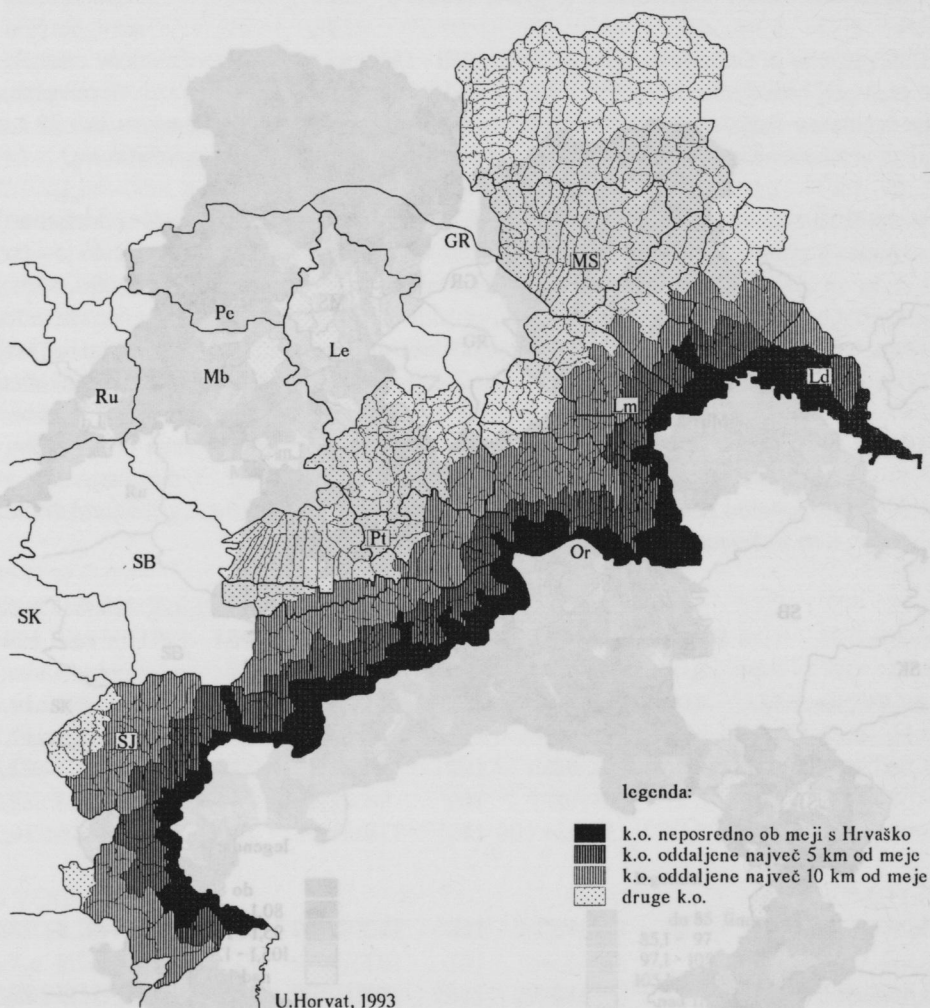 GR
MS
Pc
Le
Mb
Ru
Ld
Lm
Pt
Or
SB
SK
SJ
legenda:
k.o. neposredno ob meji s Hrvaško
k.o. oddaljene največ 5 km od meje
k.o. oddaljene največ 10 km od meje
druge k.o.
U.Horvat, 1993